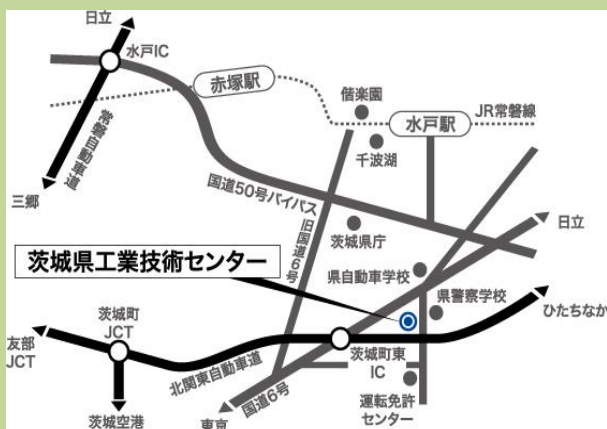 日立
水戸IC
赤塚駅
偕楽園
JR常磐線
水戸駅
千波湖
常磐自動車道
三郷
国道50号バイパス
旧国道6号
茨城県庁
日立
茨城県工業技術センター
県自動車学校
県警察学校
ひたちなか
茨城町
JCT
友部
JCT
北関東自動車道
茨城町東
IC
茨城空港
東京
国道6号
運転免許
センター